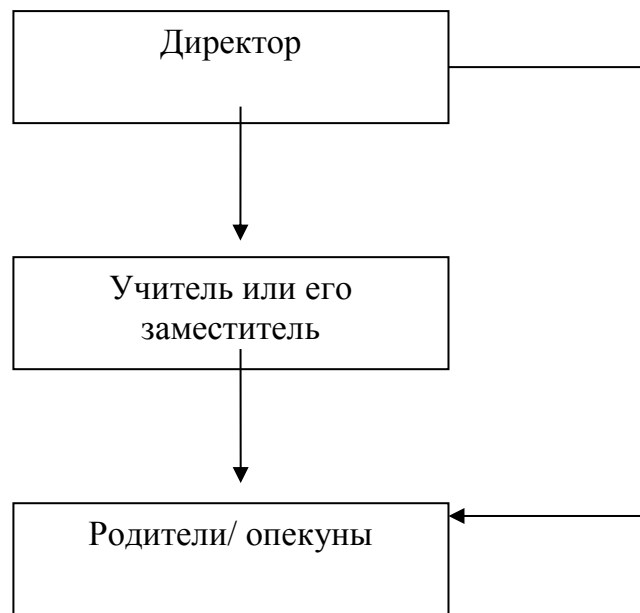 Директор
Учитель или его
заместитель
Родители/ опекуны